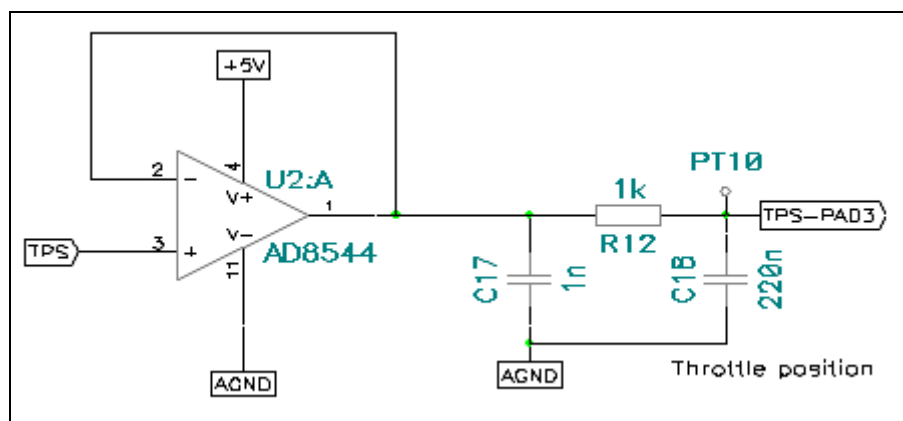 +5V
2
4
U2:A
PT10
-
V+
1
1k
TPS-PAD3
TPS
3
+
V-
AD8544
R12
11
C17
1n
C18
220n
AGND
AGND
Throttle position